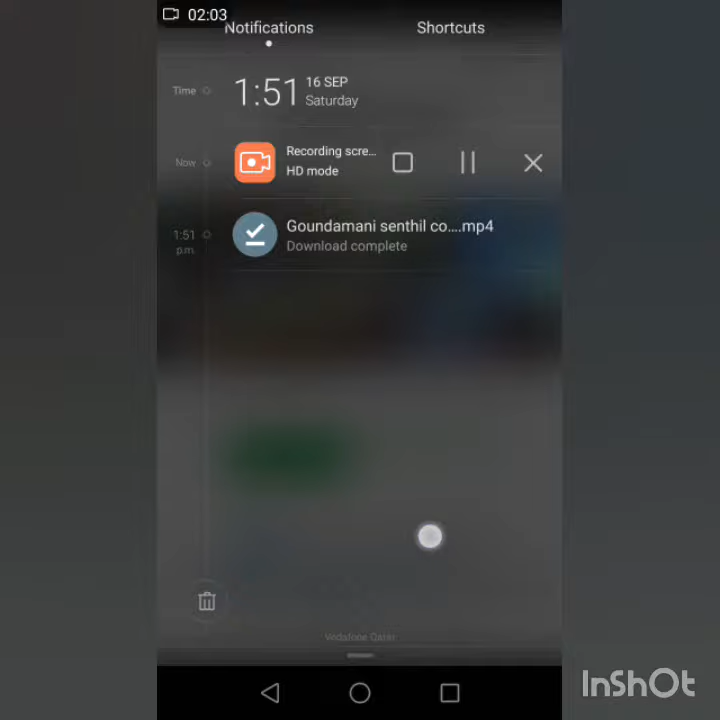 02:03
Notifications
Shortcuts
Time
1:51
16 SEP
Saturday
Now
Recording scre...
HD mode
1:51
p.m.
Goundamani senthil co....mp4
Download complete
Vodafone Qatar
InShOt